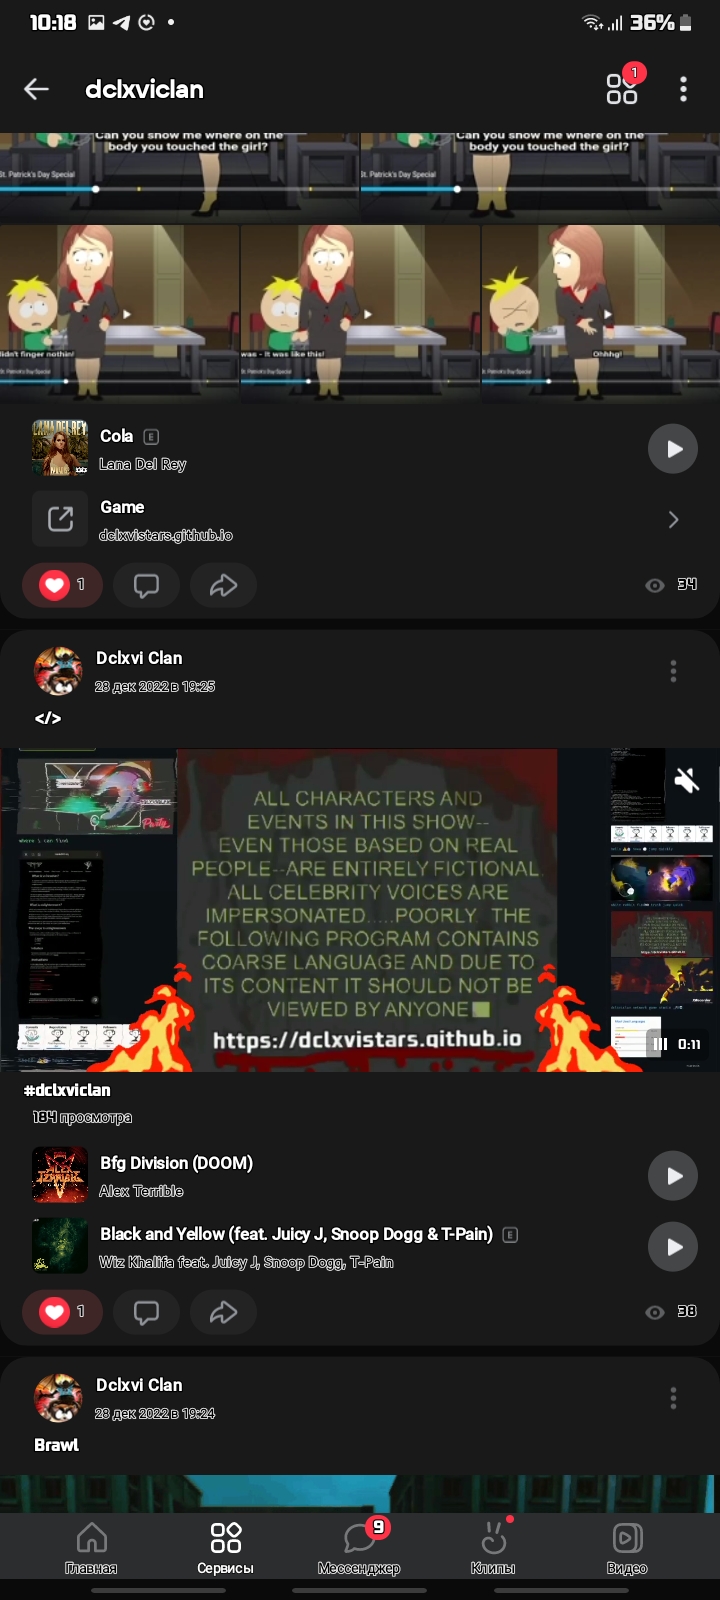 10:18
36%
dclxviclan
1
Can you show me where on the
body you touched the girl?
St. Patrick's Day Special
Can you show me where on the
body you touched the girl?
St. Patrick's Day Special
didn't finger nothin!
was - it was like this!
Ohhhg!
St. Patrick's Day Special
St. Patrick's Day Special
St. Patrick's Day Special
Cola E
Lana Del Rey
Game
dclxvistars.github.io
1
34
Dclxvi Clan
28 дек 2022 в 19:25
</>
Party
where i can find
ALL CHARACTERS AND
EVENTS IN THIS SHOW--
EVEN THOSE BASED ON REAL
PEOPLE--ARE ENTIRELY FICTIONAL.
ALL CELEBRITY VOICES ARE
IMPERSONATED.....POORLY. THE
FOLLOWING PROGRAM CONTAINS
COARSE LANGUAGE AND DUE TO
ITS CONTENT IT SHOULD NOT BE
VIEWED BY ANYONE
https://dclxvistars.github.io
0:11
#dclxviclan
184 просмотра
Bfg Division (DOOM)
Alex Terrible
Black and Yellow (feat. Juicy J, Snoop Dogg & T-Pain) E
Wiz Khalifa feat. Juicy J, Snoop Dogg, T-Pain
1
38
Dclxvi Clan
28 дек 2022 в 19:24
Brawl
9
Главная
Сервисы
Мессенджер
Клипы
Видео